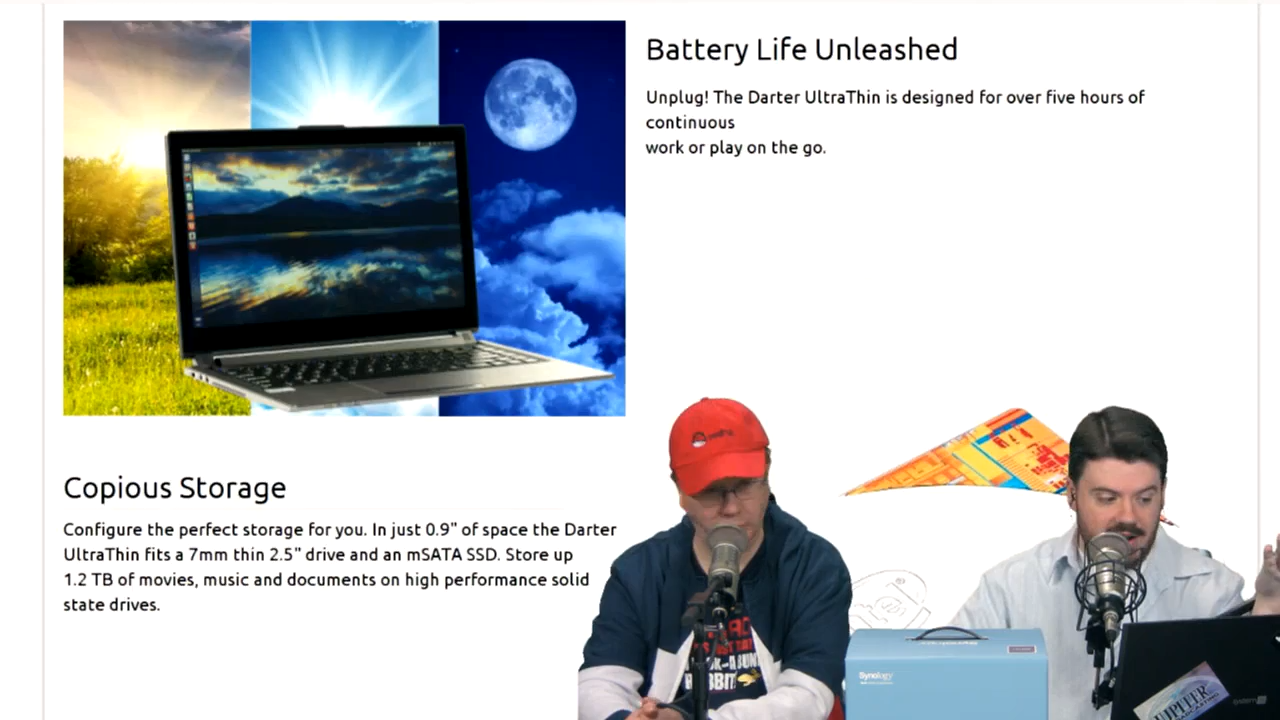 Battery Life Unleashed
Unplug! The Darter UltraThin is designed for over five hours of
continuous
work or play on the go.
Copious Storage
Configure the perfect storage for you. In just 0.9" of space the Darter
UltraThin fits a 7mm thin 2.5" drive and an mSATA SSD. Store up
1.2 TB of movies, music and documents on high performance solid
state drives.
Synology
JUPITER
system76